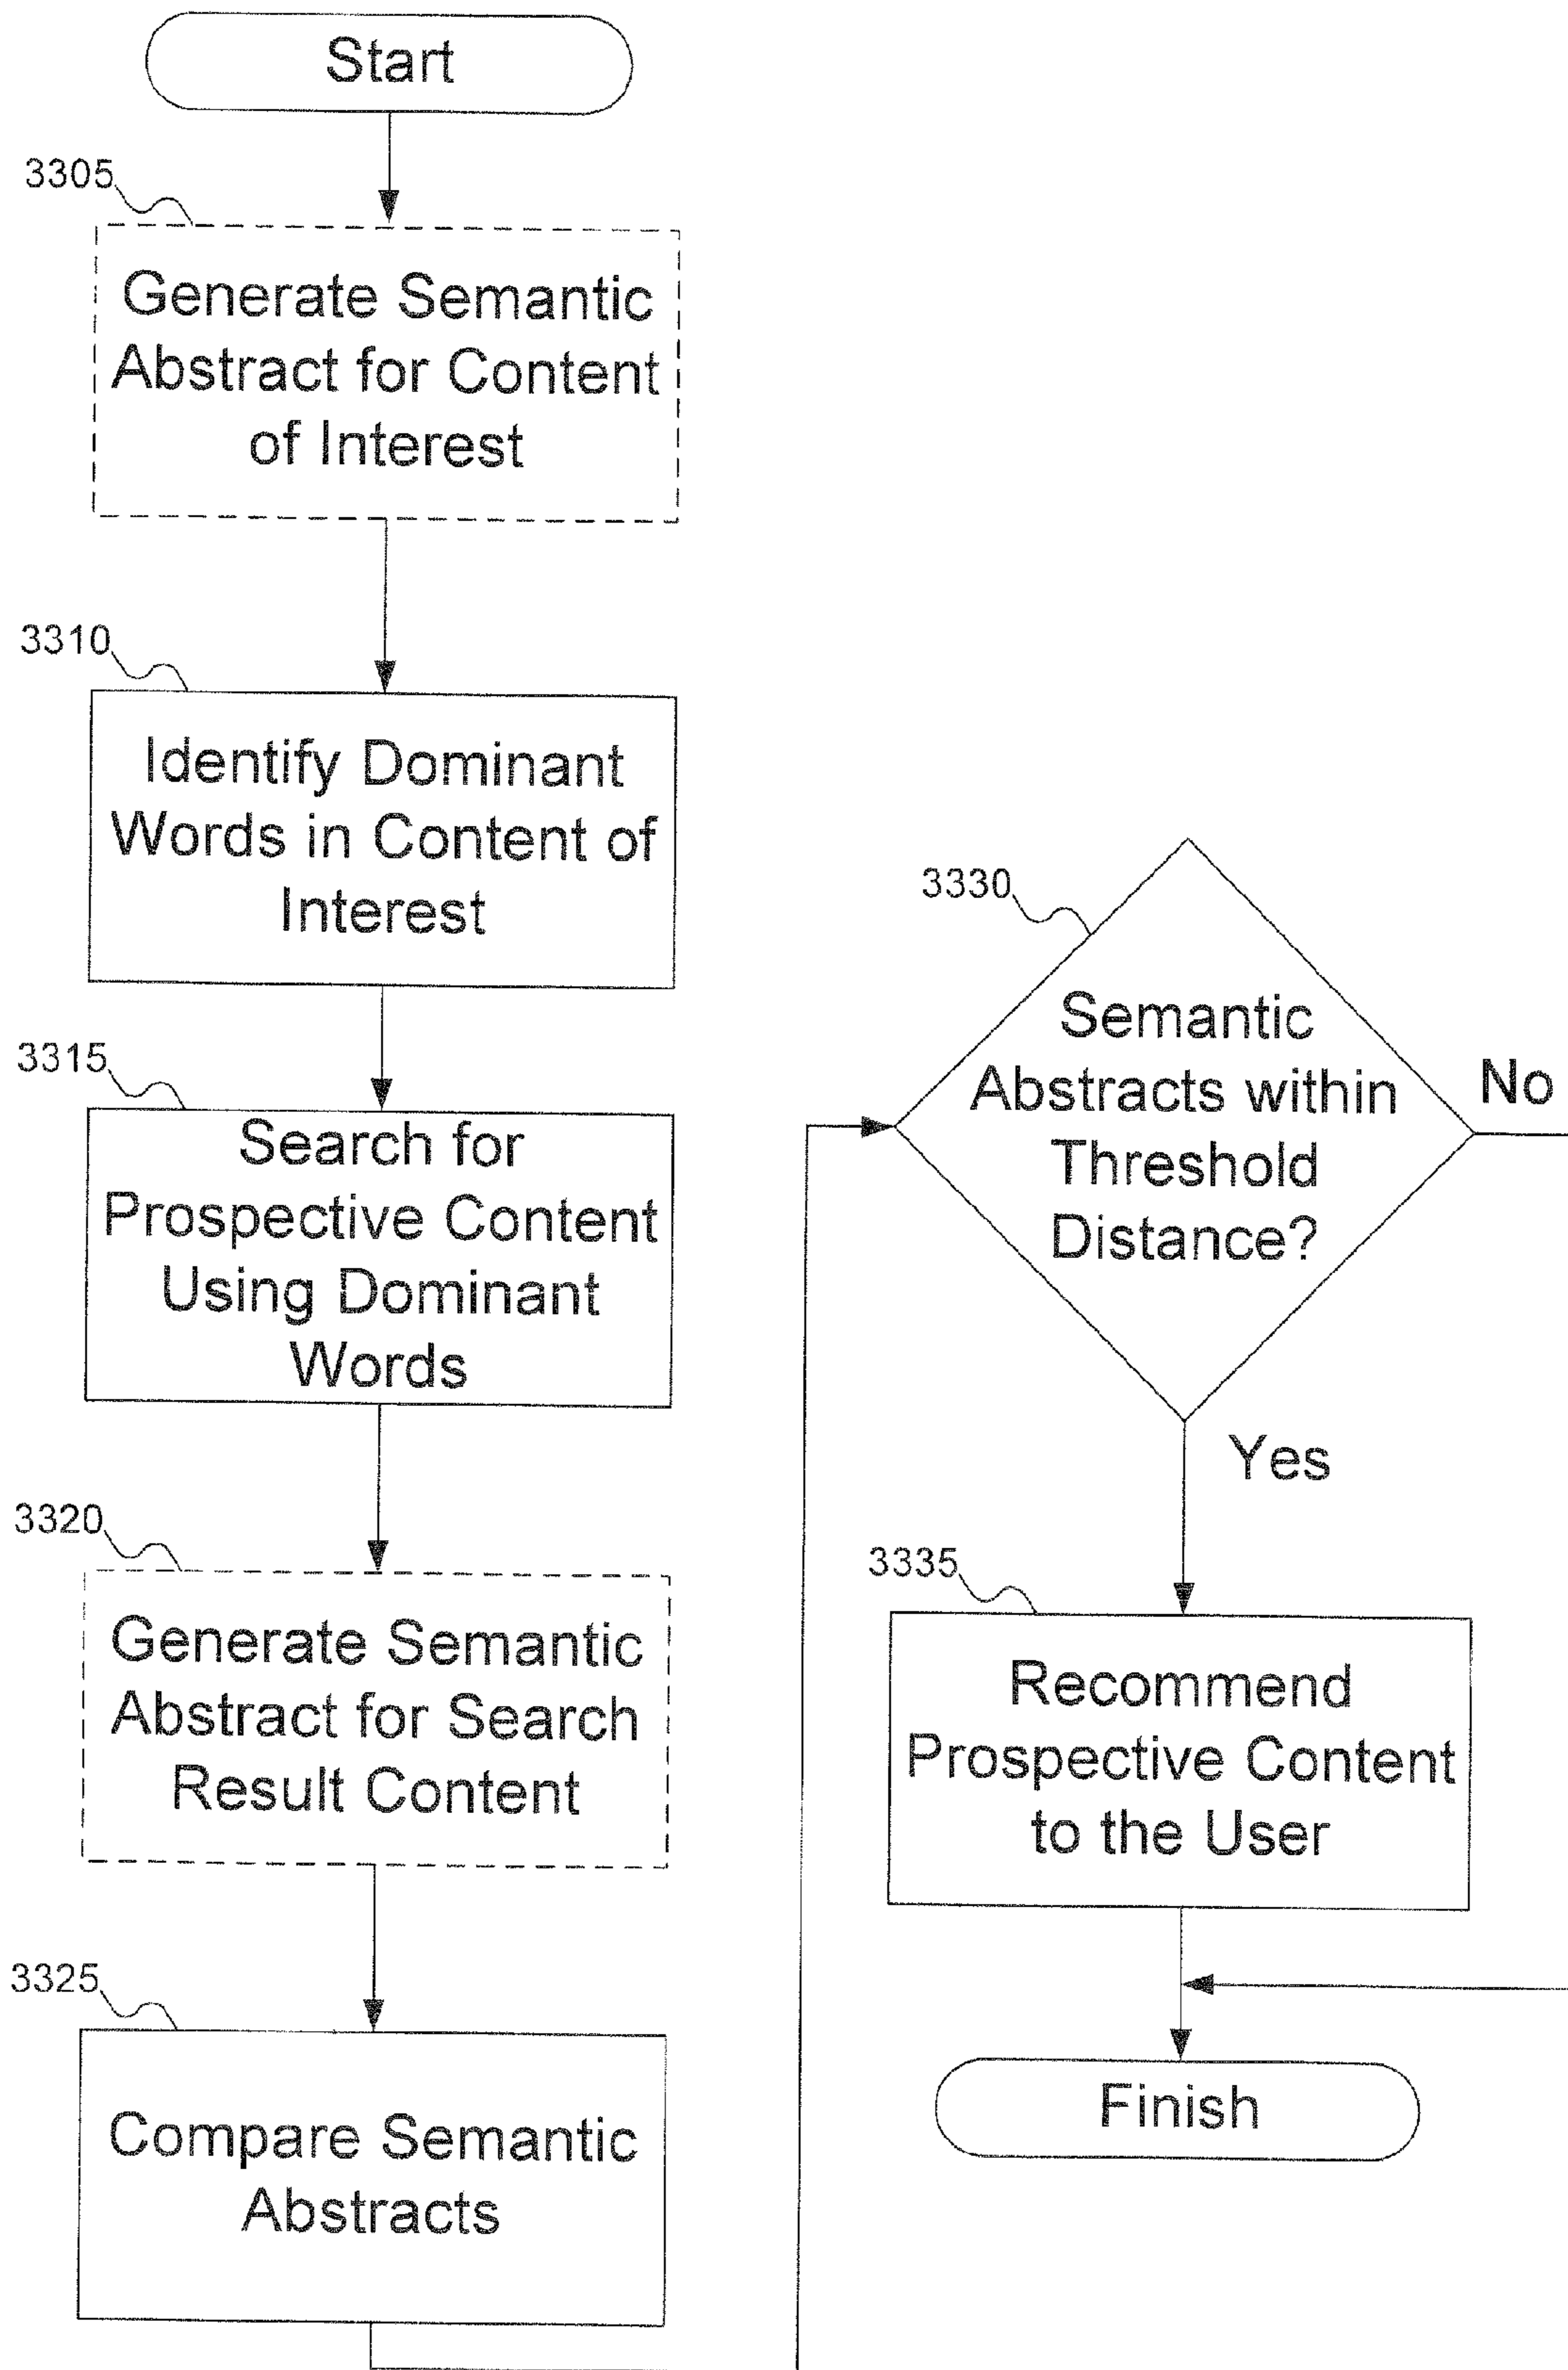 Start
3305
Generate Semantic
Abstract for Content
of Interest
3310
Identify Dominant
Words in Content of
Interest
3315
Search for
Prospective Content
Using Dominant
Words
3320
Generate Semantic
Abstract for Search
Result Content
3325
Compare Semantic
Abstracts
3330
Semantic
Abstracts within
Threshold
Distance?
No
Yes
3335
Recommend
Prospective Content
to the User
Finish